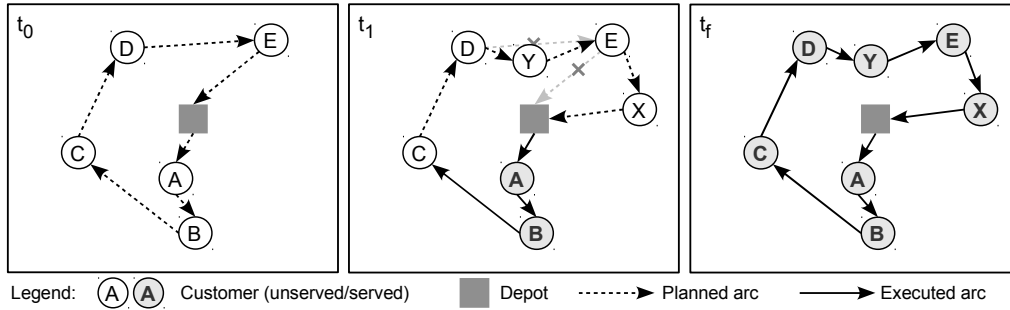 t0
D
E
C
A
B
t1
D
Y
E
X
C
A
B
tf
D
Y
E
X
C
A
B
Legend: A A Customer (unserved/served) Depot Planned arc Executed arc